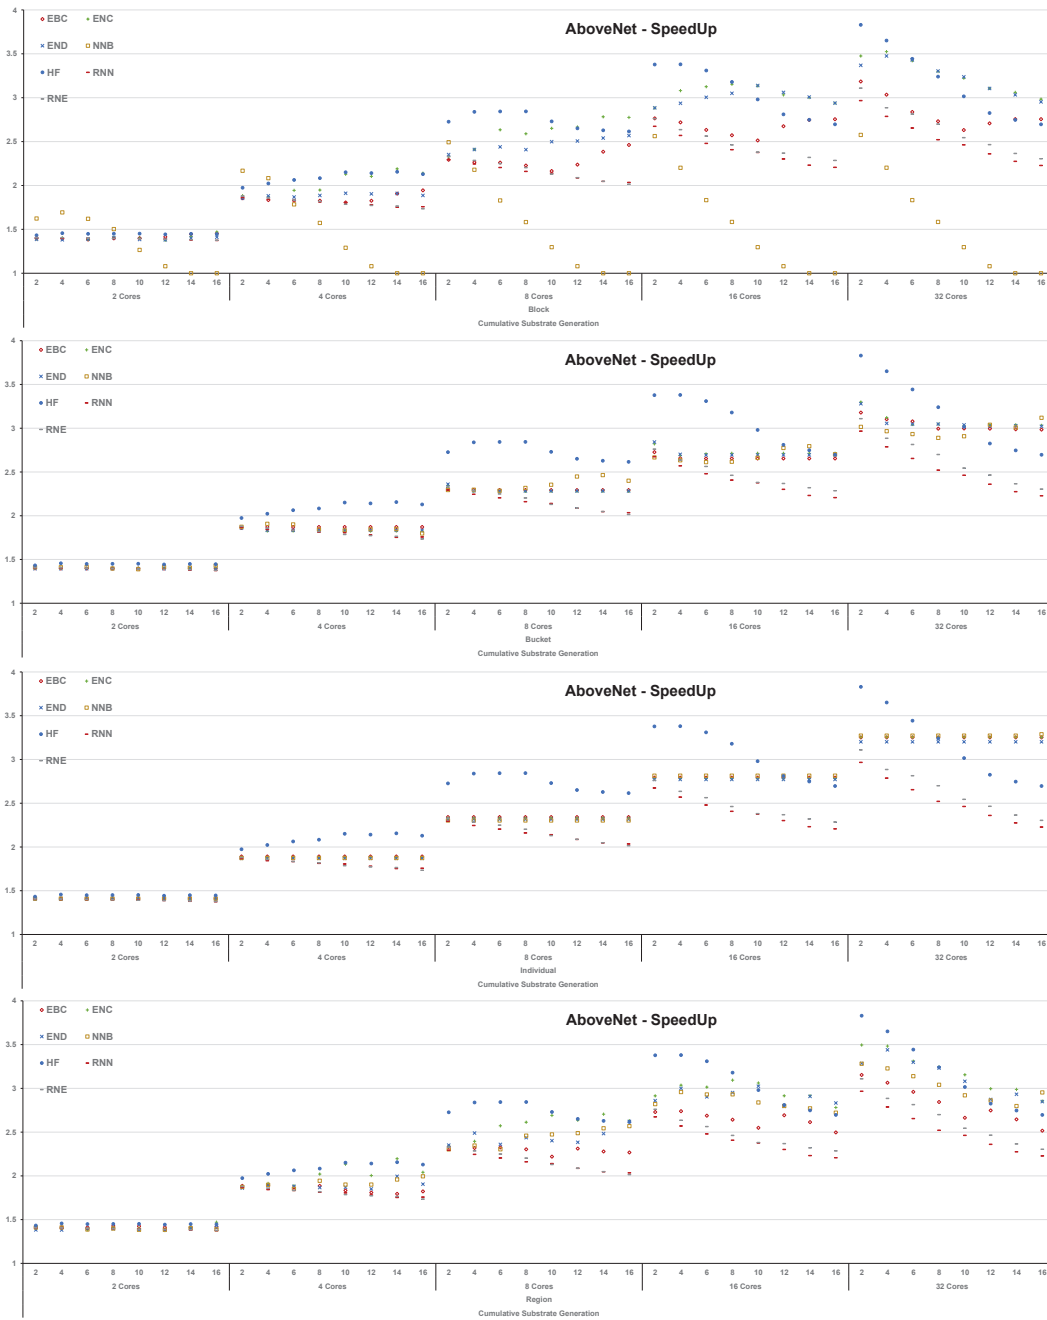 AboveNet - SpeedUp
EBC ENC
END NNB
HF RNN
RNE
4
3.5
3
2.5
2
1.5
1
2 4 6 8 10 12 14 16 2 4 6 8 10 12 14 16 2 4 6 8 10 12 14 16 2 4 6 8 10 12 14 16 2 4 6 8 10 12 14 16
2 Cores 4 Cores 8 Cores 16 Cores 32 Cores
Block
Cumulative Substrate Generation
AboveNet - SpeedUp
EBC ENC
END NNB
HF RNN
RNE
4
3.5
3
2.5
2
1.5
1
2 4 6 8 10 12 14 16 2 4 6 8 10 12 14 16 2 4 6 8 10 12 14 16 2 4 6 8 10 12 14 16 2 4 6 8 10 12 14 16
2 Cores 4 Cores 8 Cores 16 Cores 32 Cores
Bucket
Cumulative Substrate Generation
AboveNet - SpeedUp
EBC ENC
END NNB
HF RNN
RNE
4
3.5
3
2.5
2
1.5
1
2 4 6 8 10 12 14 16 2 4 6 8 10 12 14 16 2 4 6 8 10 12 14 16 2 4 6 8 10 12 14 16 2 4 6 8 10 12 14 16
2 Cores 4 Cores 8 Cores 16 Cores 32 Cores
Individual
Cumulative Substrate Generation
AboveNet - SpeedUp
EBC ENC
END NNB
HF RNN
RNE
4
3.5
3
2.5
2
1.5
1
2 4 6 8 10 12 14 16 2 4 6 8 10 12 14 16 2 4 6 8 10 12 14 16 2 4 6 8 10 12 14 16 2 4 6 8 10 12 14 16
2 Cores 4 Cores 8 Cores 16 Cores 32 Cores
Region
Cumulative Substrate Generation